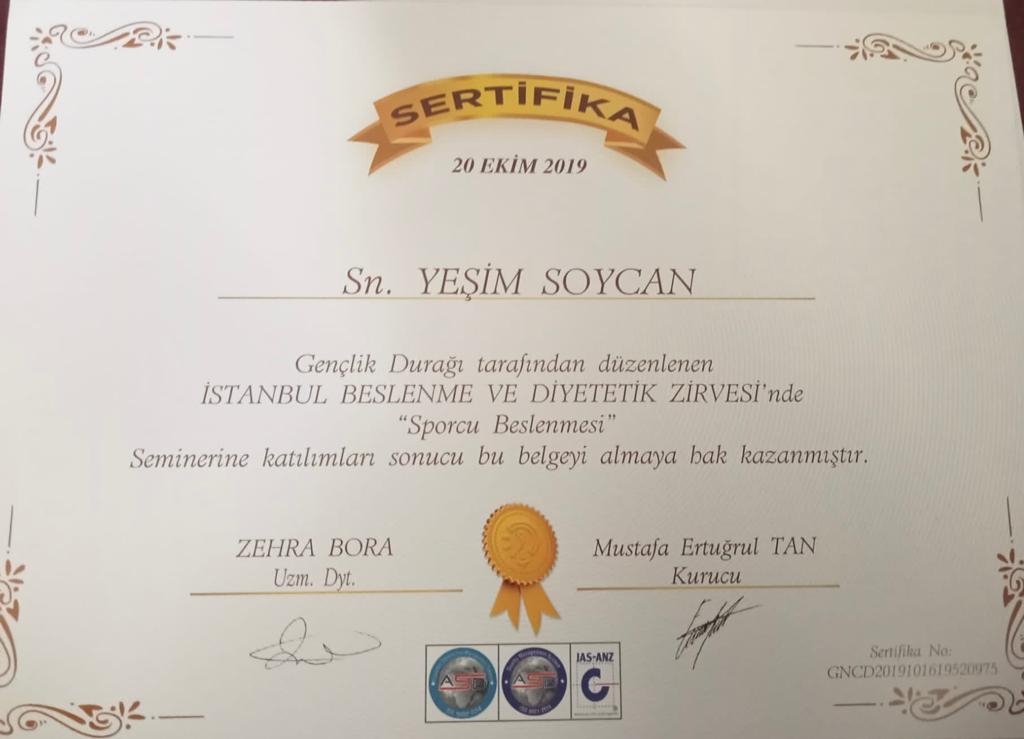 SERTİFİKA
20 EKİM 2019
Sn. YEŞİM SOYCAN
Gençlik Durağı tarafından düzenlenen
İSTANBUL BESLENME VE DİYETETİK ZİRVESİ'nde
“Sporcu Beslenmesi”
Seminerine katılımları sonucu bu belgeyi almaya hak kazanmıştır.
ZEHRA BORA
Uzm. Dyt.
Mustafa Ertuğrul TAN
Kurucu
JAS-ANZ
Sertifika No:
GNCD2019101619520975